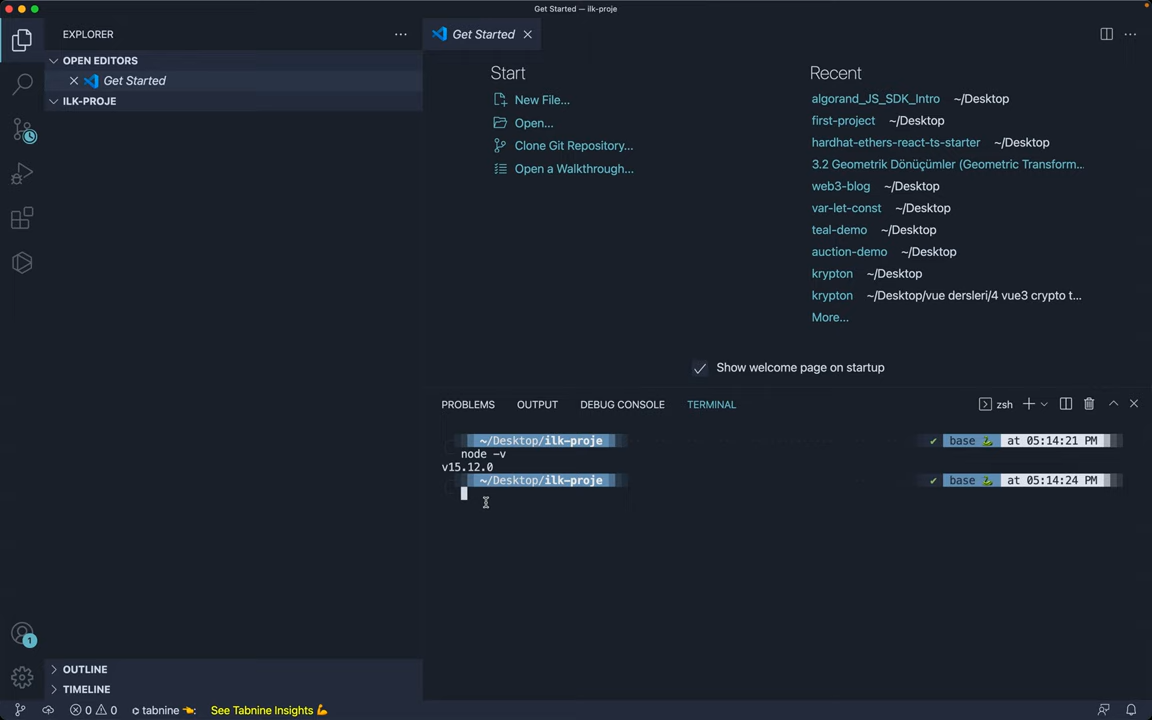 Get Started — ilk-proje
EXPLORER
OPEN EDITORS
Get Started
ILK-PROJE
Get Started
Start
New File...
Open...
Clone Git Repository...
Open a Walkthrough...
Recent
algorand_JS_SDK_Intro ~/Desktop
first-project ~/Desktop
hardhat-ethers-react-ts-starter ~/Desktop
3.2 Geometrik Dönüçümler (Geometric Transform...
web3-blog ~/Desktop
var-let-const ~/Desktop
teal-demo ~/Desktop
auction-demo ~/Desktop
krypton ~/Desktop
krypton ~/Desktop/vue dersleri/4 vue3 crypto t...
More...
Show welcome page on startup
PROBLEMS OUTPUT DEBUG CONSOLE TERMINAL zsh
~/Desktop/ilk-proje base at 05:14:21 PM
node -v
v15.12.0
~/Desktop/ilk-proje base at 05:14:24 PM
1
OUTLINE
TIMELINE
0 0 tabnine See Tabnine Insights